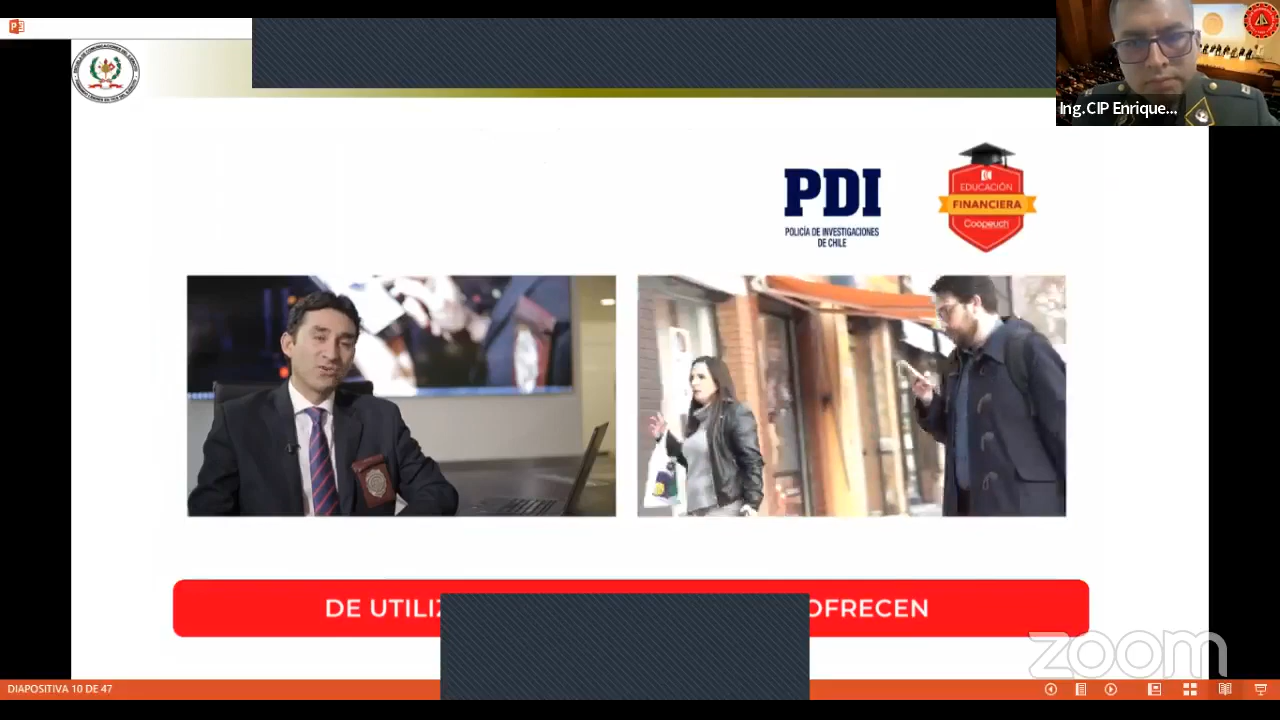 Ing.CIP Enrique...
PDI
POLICÍA DE INVESTIGACIONES
DE CHILE
EDUCACIÓN
FINANCIERA
Coopeuch
DE UTILIZ
OFRECEN
zoom
DIAPOSITIVA 10 DE 47